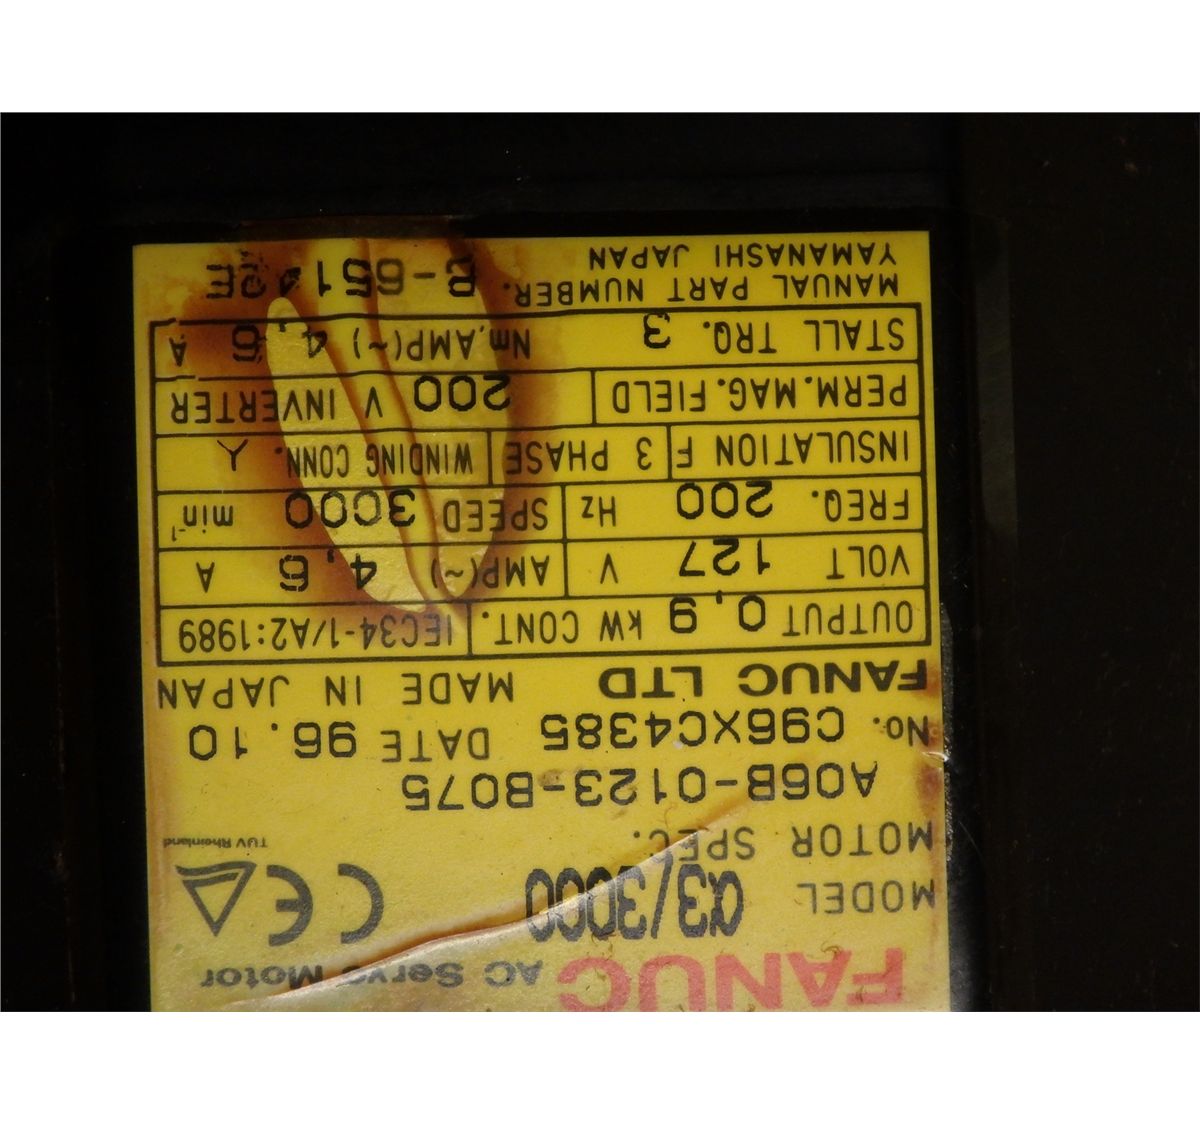 FANUC AC Servo Motor
MODEL α3/3000
MOTOR SPEC.
TÜV Rheinland
A06B-0123-B075
No. C96XC4385 DATE 96.10
FANUC LTD MADE IN JAPAN
OUTPUT 0,9 kW CONT. IEC34-1/A2:1989
VOLT 127 V AMP(~) 4,6 A
FREQ. 200 Hz SPEED 3000 min⁻¹
INSULATION F 3 PHASE WINDING CONN. Y
PERM.MAG.FIELD 200 V INVERTER
STALL TRQ. 3 Nm,AMP(~) 4,6 A
MANUAL PART NUMBER.
YAMANASHI JAPAN